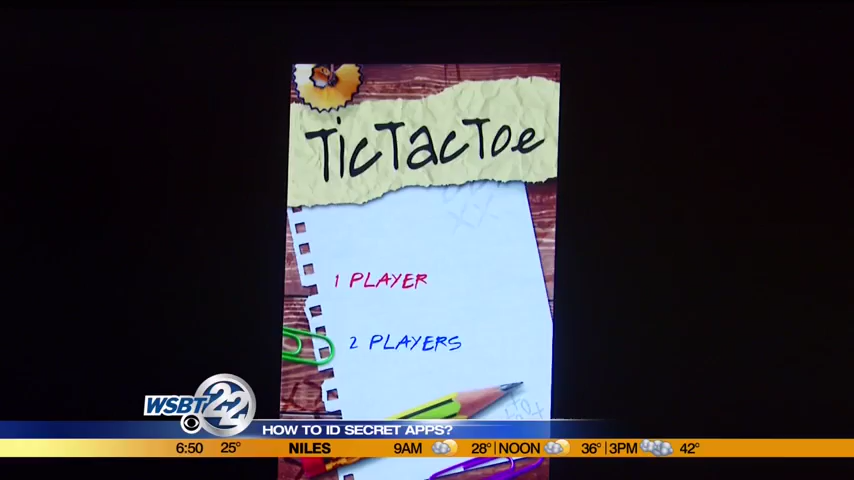 TicTacToe
1 PLAYER
2 PLAYERS
WSBT 22
HOW TO ID SECRET APPS?
6:50 25° NILES 9AM 28° | NOON 36° | 3PM 42°